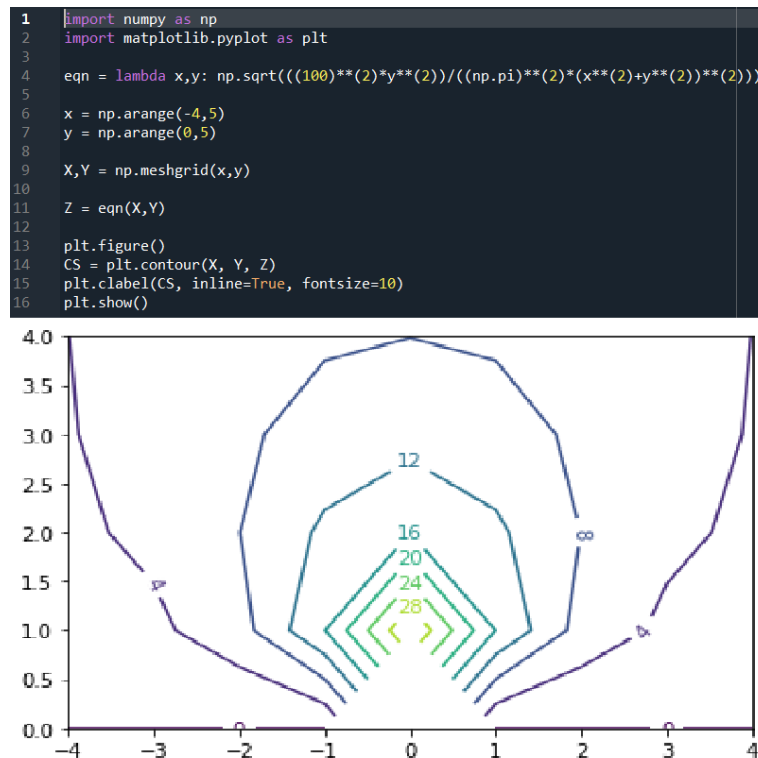 1 import numpy as np
2 import matplotlib.pyplot as plt
3
4 eqn = lambda x,y: np.sqrt(((100)**(2)*y**(2))/((np.pi)**(2)*(x**(2)+y**(2))**(2)))
5
6 x = np.arange(-4,5)
7 y = np.arange(0,5)
8
9 X,Y = np.meshgrid(x,y)
10
11 Z = eqn(X,Y)
12
13 plt.figure()
14 CS = plt.contour(X, Y, Z)
15 plt.clabel(CS, inline=True, fontsize=10)
16 plt.show()
4.0
3.5
3.0
12
2.5
16
8
2.0
20
24
4
1.5
28
1.0
4
0.5
0.0
0
0
−4 −3 −2 −1 0 1 2 3 4